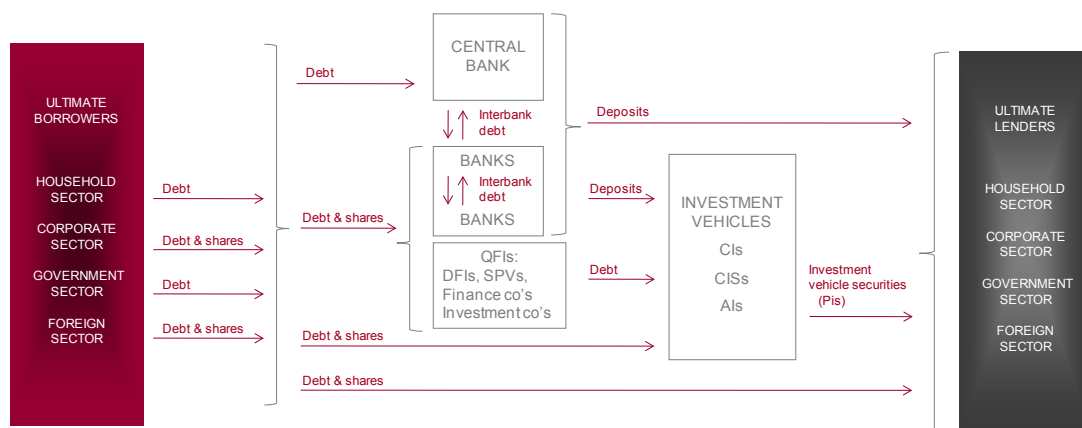 ULTIMATE
BORROWERS
HOUSEHOLD
SECTOR
CORPORATE
SECTOR
GOVERNMENT
SECTOR
FOREIGN
SECTOR
Debt
Debt & shares
Debt
Debt & shares
Debt
Debt & shares
Debt & shares
Debt & shares
CENTRAL
BANK
Interbank
debt
BANKS
Interbank
debt
BANKS
QFIs:
DFIs, SPVs,
Finance co's
Investment co's
Deposits
Deposits
Debt
INVESTMENT
VEHICLES
CIs
CISs
AIs
Investment
vehicle securities
(Pis)
ULTIMATE
LENDERS
HOUSEHOLD
SECTOR
CORPORATE
SECTOR
GOVERNMENT
SECTOR
FOREIGN
SECTOR